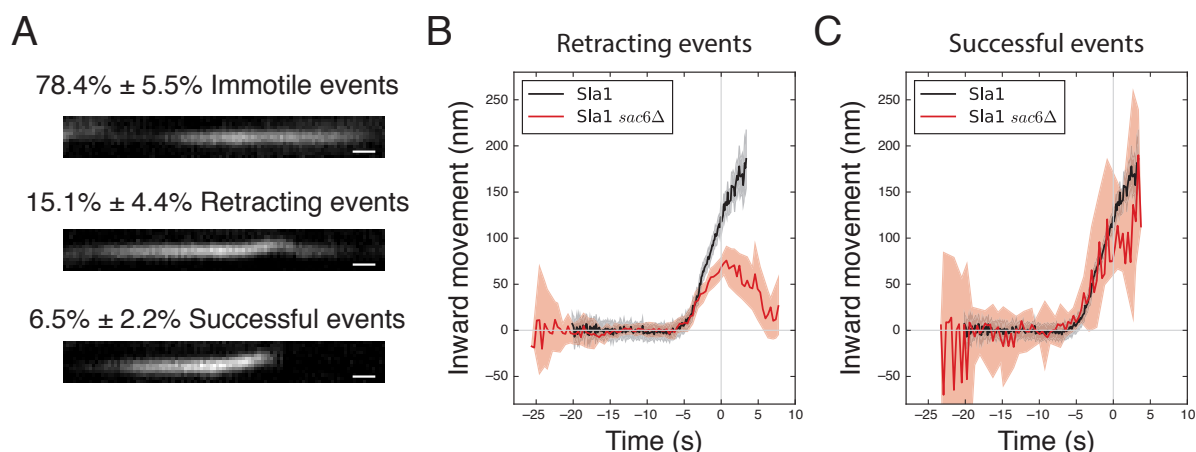 A
78.4% ± 5.5% Immotile events
15.1% ± 4.4% Retracting events
6.5% ± 2.2% Successful events
B
Retracting events
Sla1
Sla1 sac6Δ
Inward movement (nm)
250
200
150
100
50
0
−50
−25 −20 −15 −10 −5 0 5 10
Time (s)
C
Successful events
Sla1
Sla1 sac6Δ
Inward movement (nm)
250
200
150
100
50
0
−50
−25 −20 −15 −10 −5 0 5 10
Time (s)